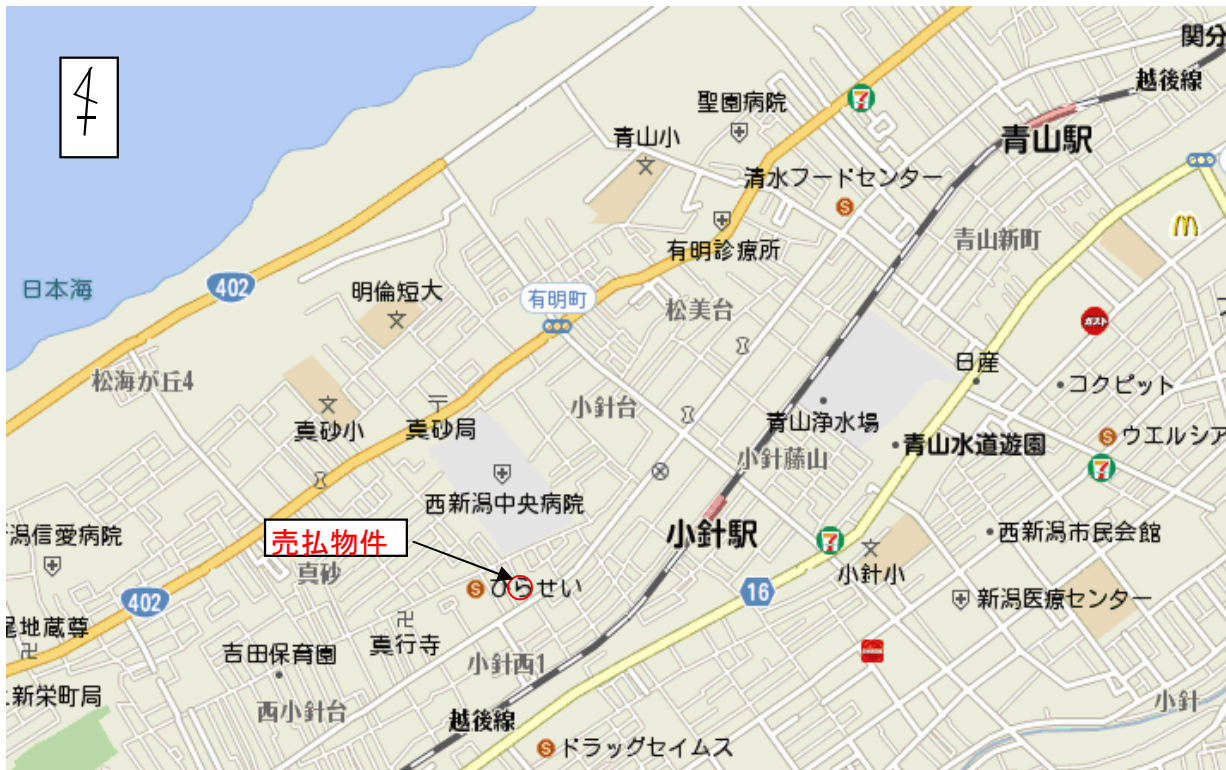 関分
越後線
青山駅
聖園病院
青山小
清水フードセンター
有明診療所
青山新町
日本海
402
明倫短大
有明町
松美台
ガスト
日産
コクピット
松海が丘4
小針台
青山浄水場
真砂小
真砂局
青山水道遊園
ウエルシア
小針藤山
西新潟中央病院
小針駅
西新潟市民会館
潟信愛病院
売払物件
真砂
小針小
ひらせい
16
新潟医療センター
402
尾地蔵尊
吉田保育園
真行寺
小針西1
新栄町局
西小針台
越後線
小針
ドラッグセイムス